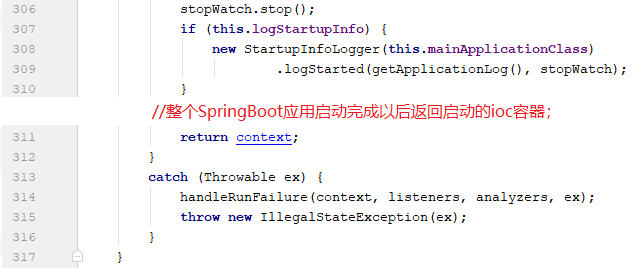 306 stopWatch.stop();
307 if (this.logStartupInfo) {
308 new StartupInfoLogger(this.mainApplicationClass)
309 .logStarted(getApplicationLog(), stopWatch);
310 }
//整个SpringBoot应用启动完成以后返回启动的ioc容器；
311 return context;
312 }
313 catch (Throwable ex) {
314 handleRunFailure(context, listeners, analyzers, ex);
315 throw new IllegalStateException(ex);
316 }
317 }